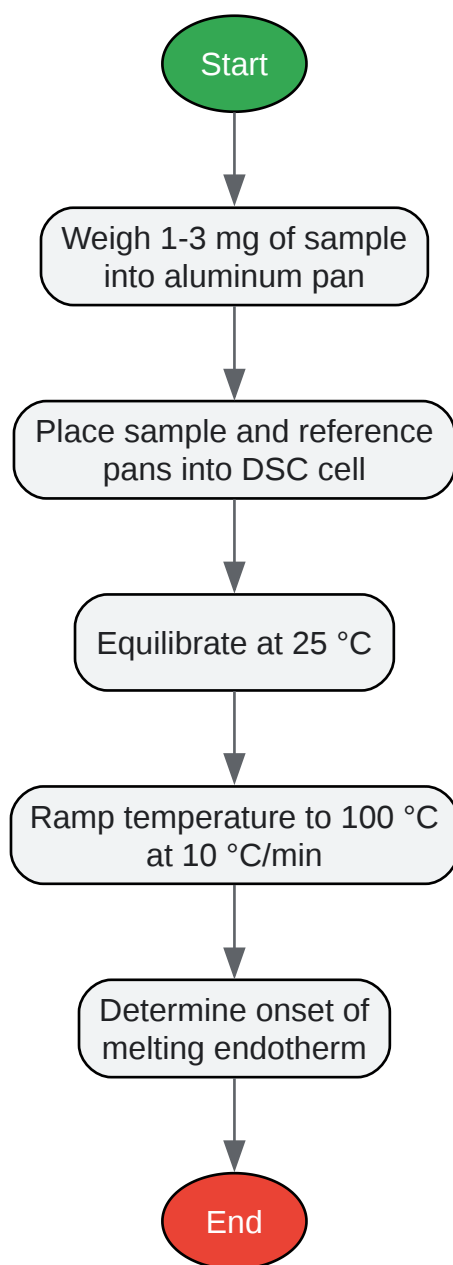 Start
Weigh 1-3 mg of sample
into aluminum pan
Place sample and reference
pans into DSC cell
Equilibrate at 25 °C
Ramp temperature to 100 °C
at 10 °C/min
Determine onset of
melting endotherm
End